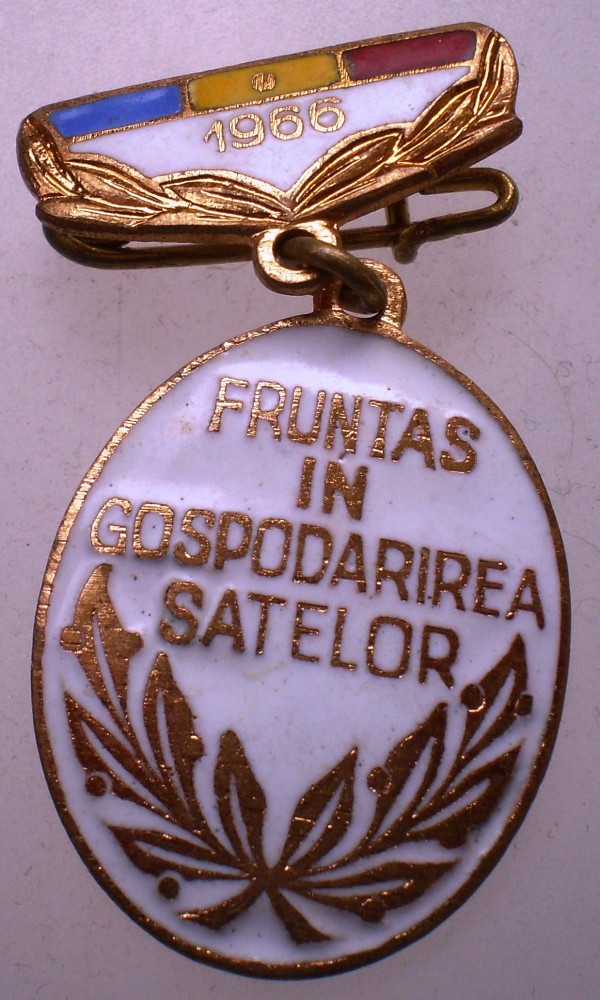 1966
FRUNTAS
IN
GOSPODARIREA
SATELOR